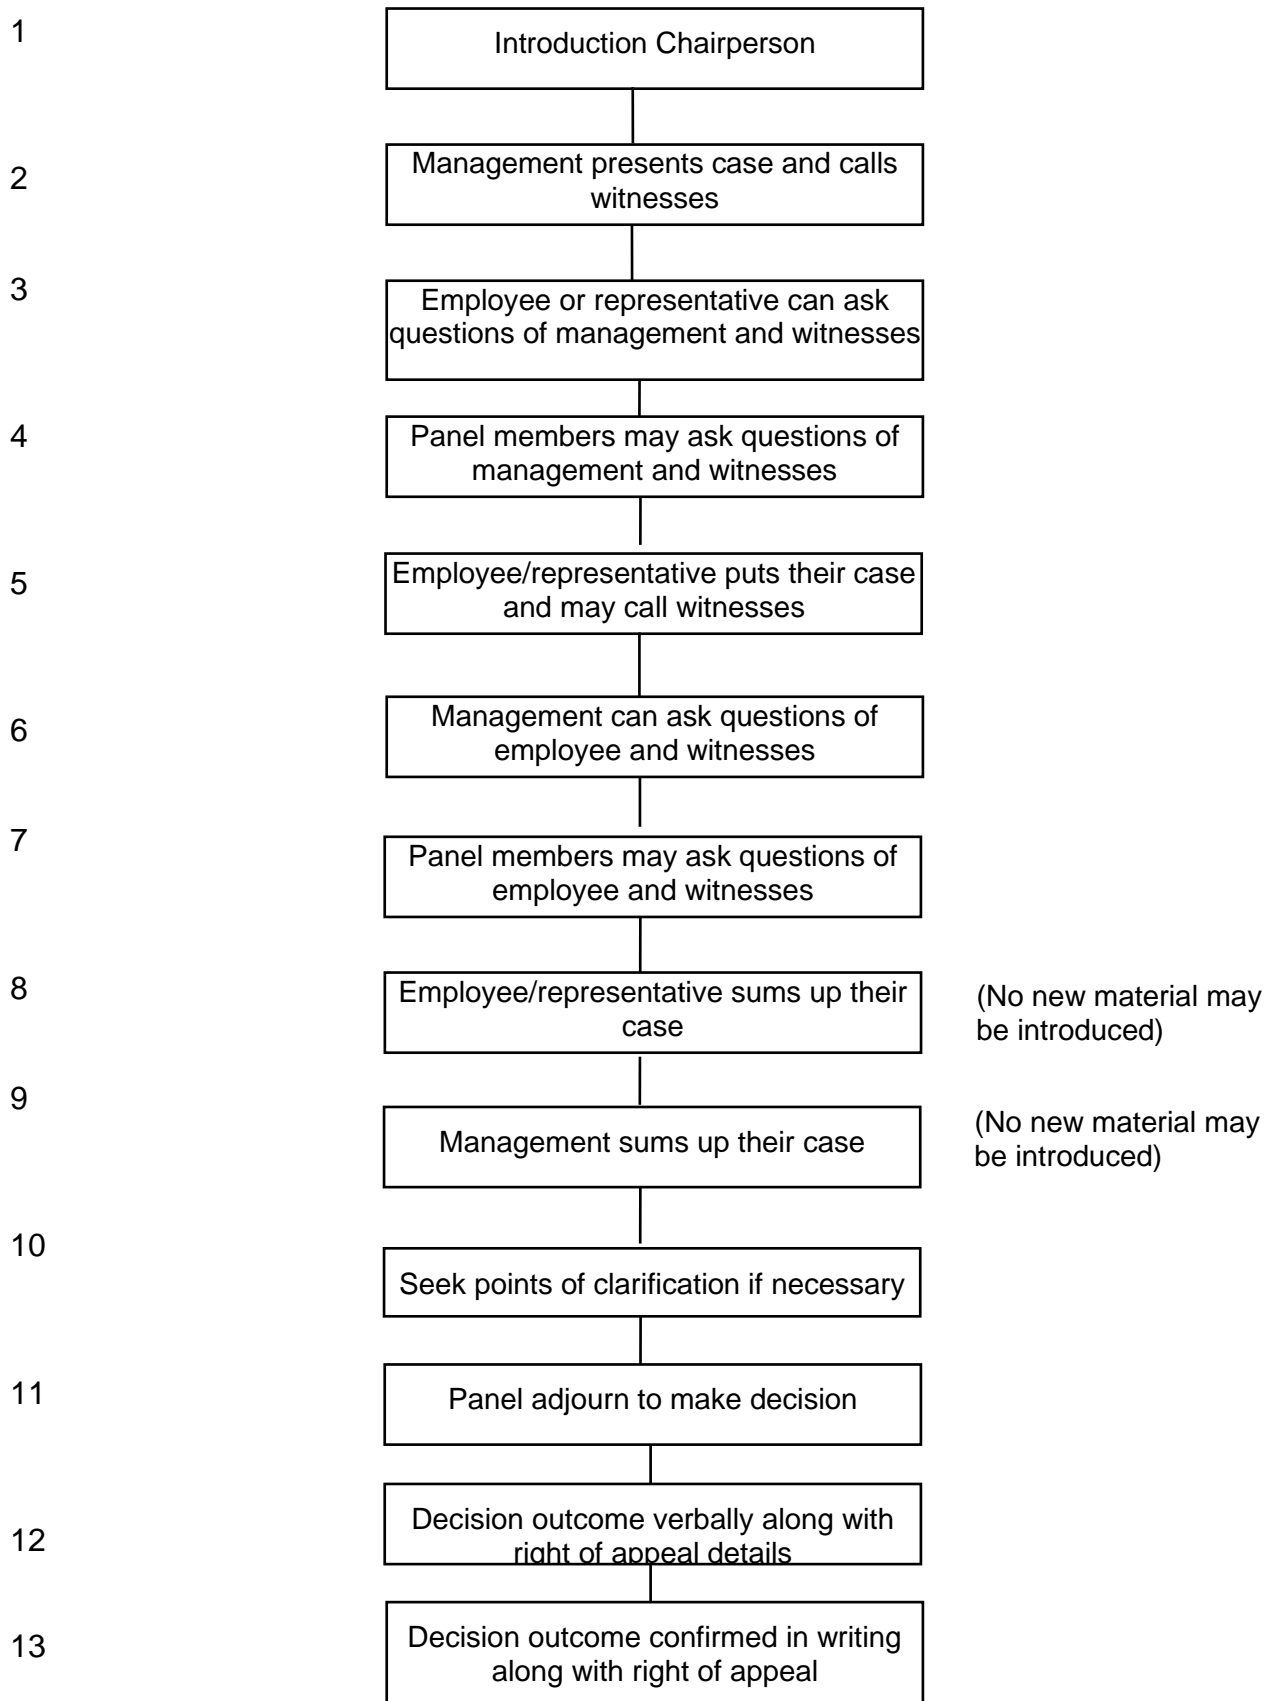 1
Introduction Chairperson
2
Management presents case and calls
witnesses
3
Employee or representative can ask
questions of management and witnesses
4
Panel members may ask questions of
management and witnesses
5
Employee/representative puts their case
and may call witnesses
6
Management can ask questions of
employee and witnesses
7
Panel members may ask questions of
employee and witnesses
8
Employee/representative sums up their
case
(No new material may
be introduced)
9
Management sums up their case
(No new material may
be introduced)
10
Seek points of clarification if necessary
11
Panel adjourn to make decision
12
Decision outcome verbally along with
right of appeal details
13
Decision outcome confirmed in writing
along with right of appeal